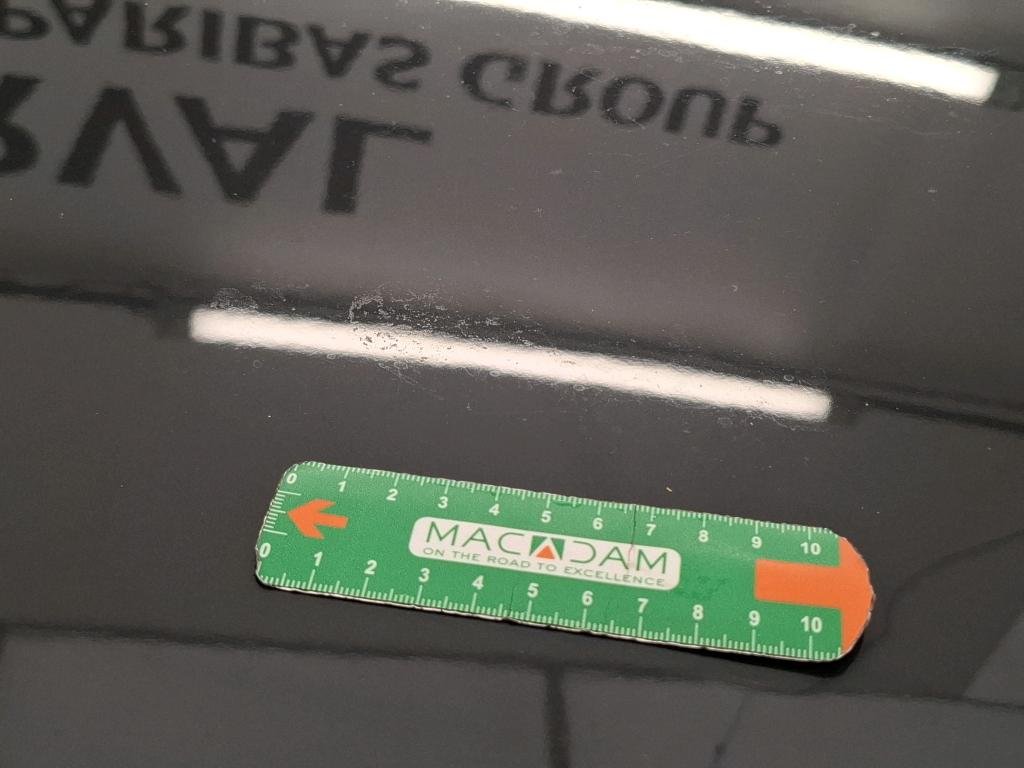 PARIBAS GROUP
RVAL
0 1 2 3 4 5 6 7 8 9 10
MACADAM
ON THE ROAD TO EXCELLENCE
0 1 2 3 4 5 6 7 8 9 10